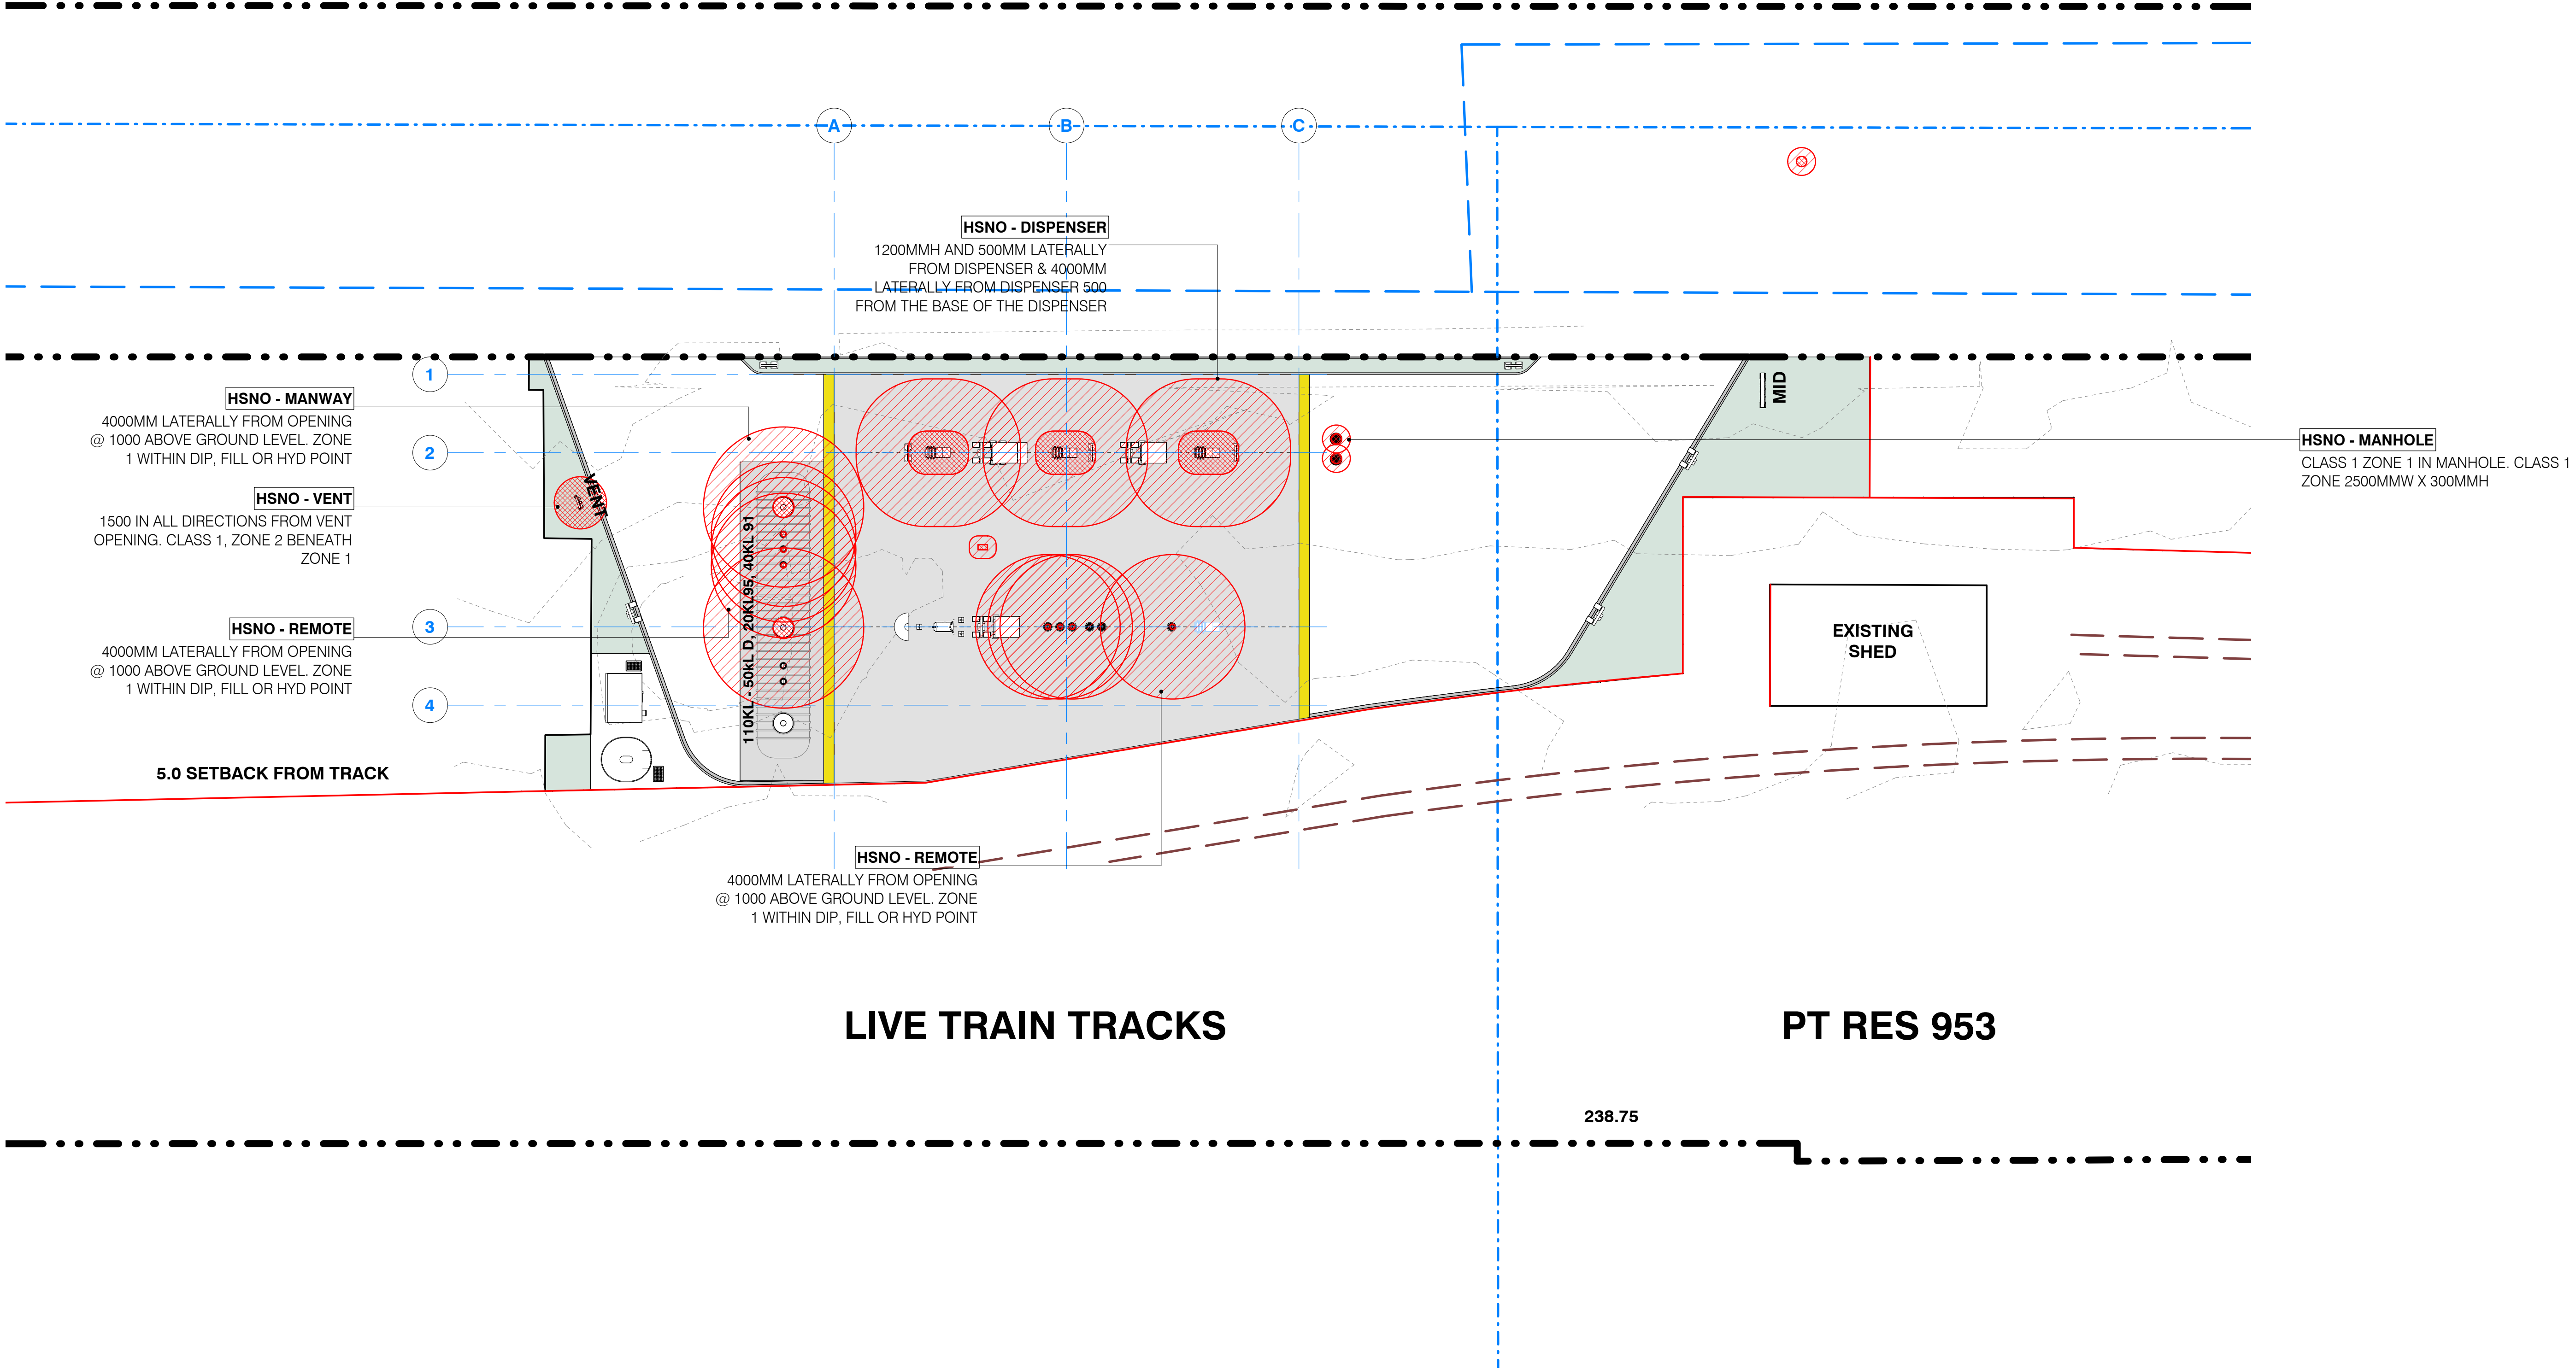 A
B
C
HSNO - DISPENSER
1200MMH AND 500MM LATERALLY
FROM DISPENSER & 4000MM
LATERALLY FROM DISPENSER 500
FROM THE BASE OF THE DISPENSER
1
HSNO - MANWAY
4000MM LATERALLY FROM OPENING
@ 1000 ABOVE GROUND LEVEL. ZONE
1 WITHIN DIP, FILL OR HYD POINT
2
HSNO - VENT
1500 IN ALL DIRECTIONS FROM VENT
OPENING. CLASS 1, ZONE 2 BENEATH
ZONE 1
VENT
MID
HSNO - MANHOLE
CLASS 1 ZONE 1 IN MANHOLE. CLASS 1
ZONE 2500MMW X 300MMH
HSNO - REMOTE
4000MM LATERALLY FROM OPENING
@ 1000 ABOVE GROUND LEVEL. ZONE
1 WITHIN DIP, FILL OR HYD POINT
3
4
110KL - 50kL D, 20KL95, 40KL 91
EXISTING
SHED
5.0 SETBACK FROM TRACK
HSNO - REMOTE
4000MM LATERALLY FROM OPENING
@ 1000 ABOVE GROUND LEVEL. ZONE
1 WITHIN DIP, FILL OR HYD POINT
LIVE TRAIN TRACKS
PT RES 953
238.75